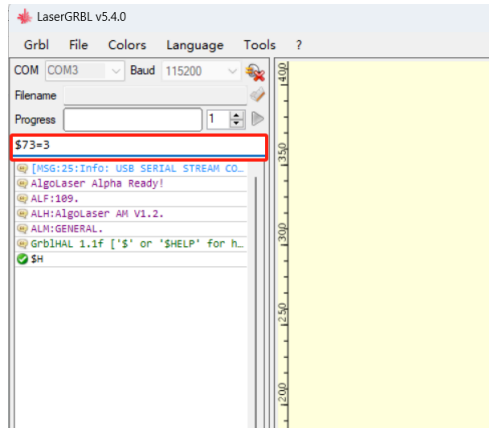 LaserGRBL v5.4.0
Grbl File Colors Language Tools ?
COM COM3 Baud 115200
Filename
Progress 1
$73=3
[MSG:25:Info: USB SERIAL STREAM CO…
AlgoLaser Alpha Ready!
ALF:109.
ALH:AlgoLaser AM V1.2.
ALM:GENERAL.
GrblHAL 1.1f ['$' or '$HELP' for h…
$H
400
350
300
250
200